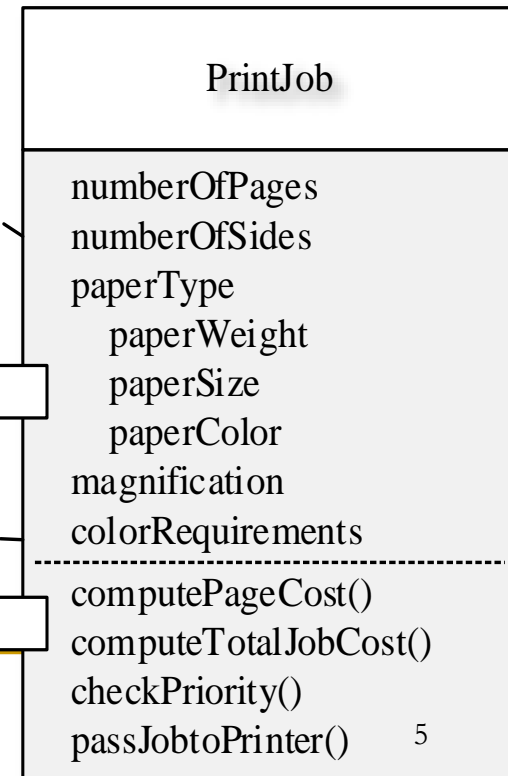 PrintJob
numberOfPages
numberOfSides
paperType
paperWeight
paperSize
paperColor
magnification
colorRequirements
computePageCost()
computeTotalJobCost()
checkPriority()
passJobtoPrinter() 5